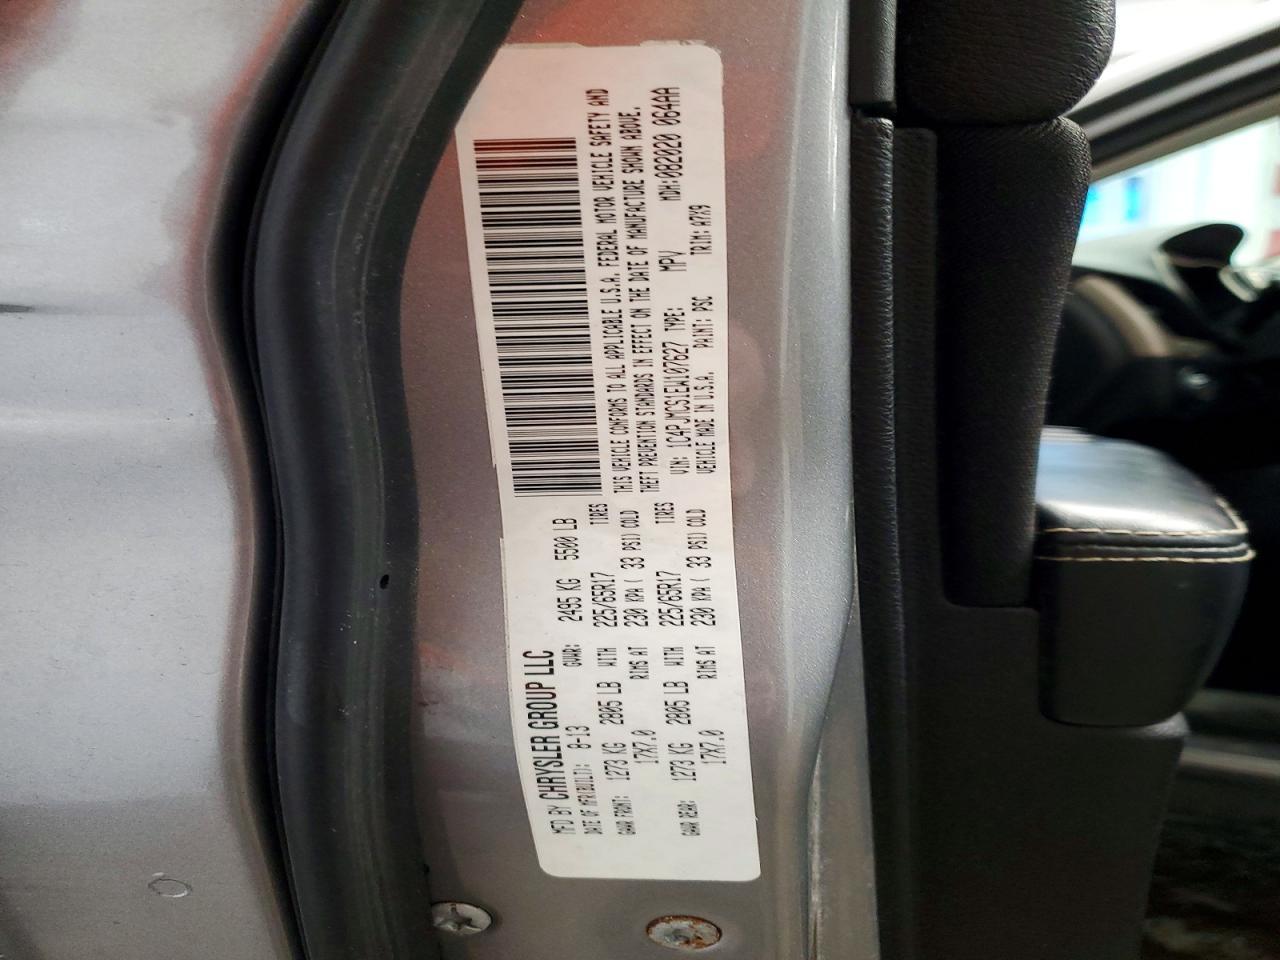 MFD BY CHRYSLER GROUP LLC
DATE OF MFR(BUILT): 8-13 GVWR: 2495 KG 5500 LB
GAWR FRONT: 1273 KG 2805 LB WITH 225/65R17 TIRES
17X7.0 RIMS AT 230 KPA ( 33 PSI) COLD
GAWR REAR: 1273 KG 2805 LB WITH 225/65R17 TIRES
17X7.0 RIMS AT 230 KPA ( 33 PSI) COLD
THIS VEHICLE CONFORMS TO ALL APPLICABLE U.S.A. FEDERAL MOTOR VEHICLE SAFETY AND
THEFT PREVENTION STANDARDS IN EFFECT ON THE DATE OF MANUFACTURE SHOWN ABOVE.
VIN: 1C4PJMCS1EW107627 TYPE: MPV MDH:082020 064AA
VEHICLE MADE IN U.S.A. PAINT: PSC TRIM: A7X9